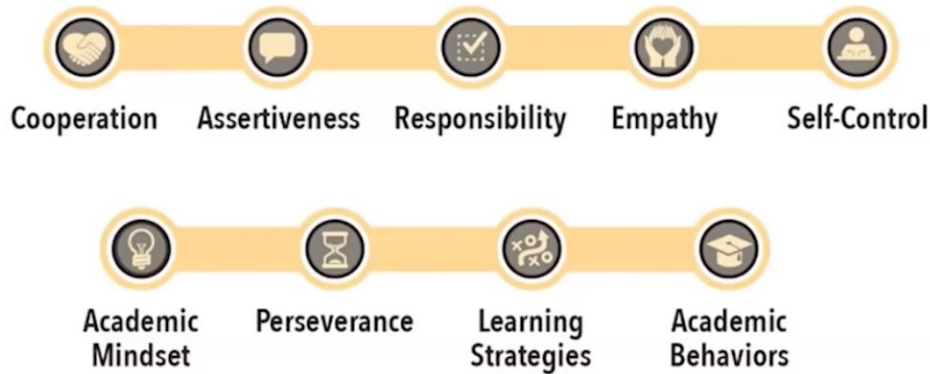 Cooperation Assertiveness Responsibility Empathy Self-Control
Academic Mindset
Perseverance
Learning Strategies
Academic Behaviors